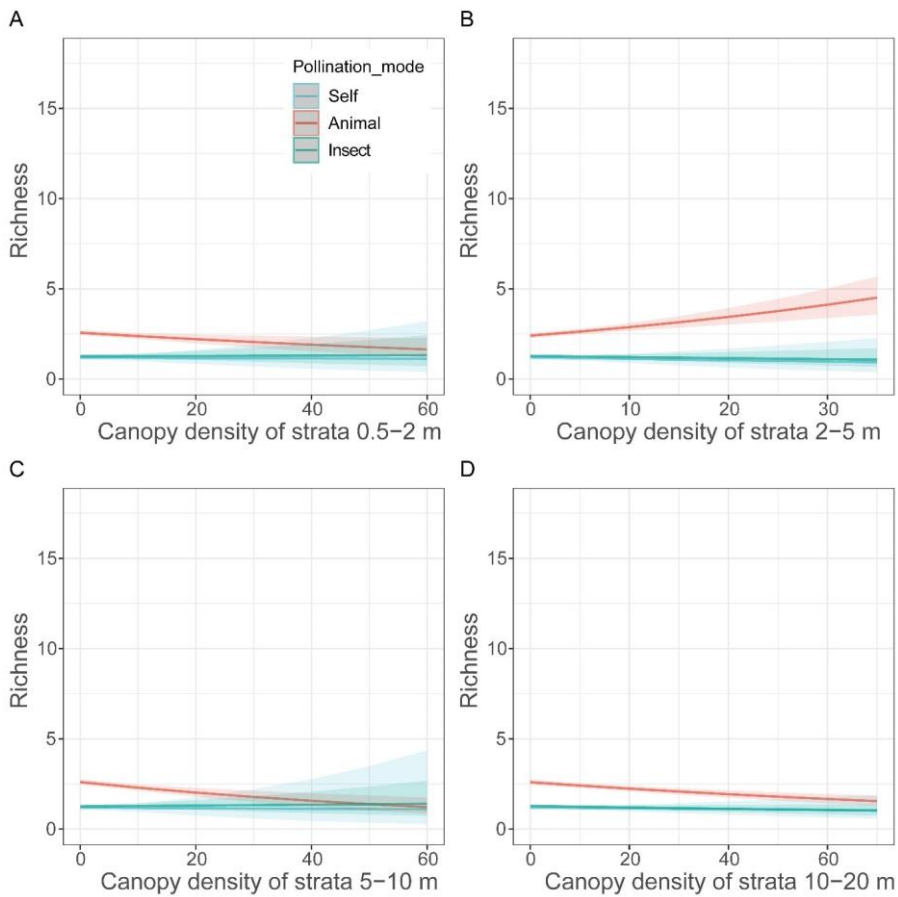 A
Richness
15
10
5
0
Pollination_mode
Self
Animal
Insect
0 20 40 60
Canopy density of strata 0.5−2 m
B
Richness
15
10
5
0
0 10 20 30
Canopy density of strata 2−5 m
C
Richness
15
10
5
0
0 20 40 60
Canopy density of strata 5−10 m
D
Richness
15
10
5
0
0 20 40 60
Canopy density of strata 10−20 m